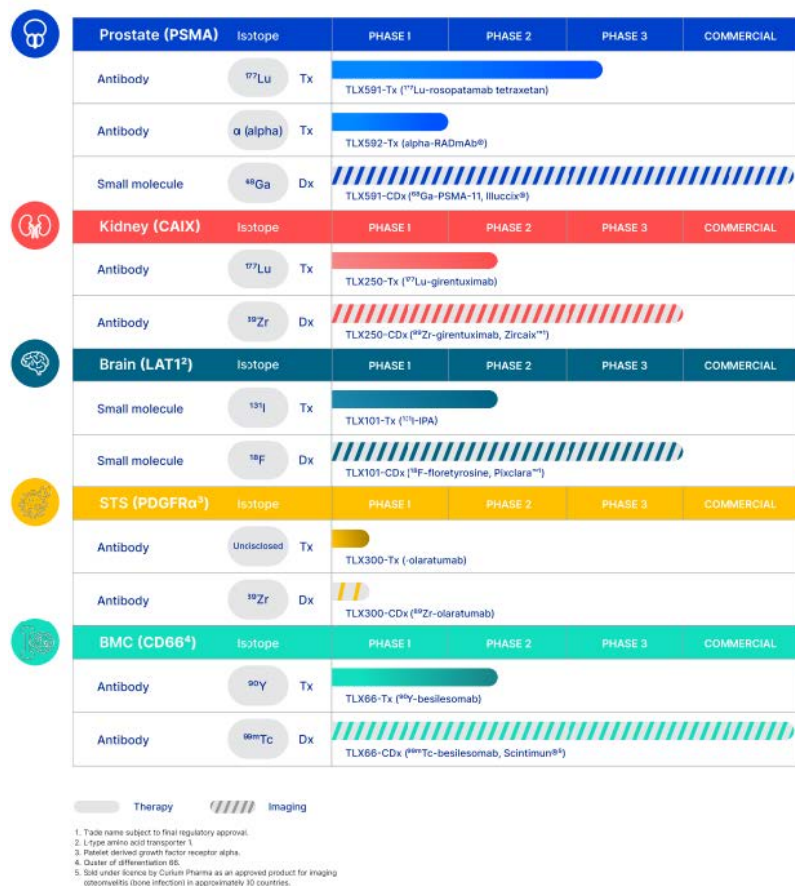 Prostate (PSMA) Isotope PHASE 1 PHASE 2 PHASE 3 COMMERCIAL
Antibody ¹⁷⁷Lu Tx
TLX591-Tx (¹⁷⁷Lu-rosopatamab tetraxetan)
Antibody α (alpha) Tx
TLX592-Tx (alpha-RADmAb®)
Small molecule ⁶⁸Ga Dx
TLX591-CDx (⁶⁸Ga-PSMA-11, Illuccix®)
Kidney (CAIX) Isotope PHASE 1 PHASE 2 PHASE 3 COMMERCIAL
Antibody ¹⁷⁷Lu Tx
TLX250-Tx (¹⁷⁷Lu-girentuximab)
Antibody ⁸⁹Zr Dx
TLX250-CDx (⁸⁹Zr-girentuximab, Zircaix™¹)
Brain (LAT1²) Isotope PHASE 1 PHASE 2 PHASE 3 COMMERCIAL
Small molecule ¹³¹I Tx
TLX101-Tx (¹³¹I-IPA)
Small molecule ¹⁸F Dx
TLX101-CDx (¹⁸F-floretyrosine, Pixclara™¹)
STS (PDGFRα³) Isotope PHASE 1 PHASE 2 PHASE 3 COMMERCIAL
Antibody Undisclosed Tx
TLX300-Tx (-olaratumab)
Antibody ⁸⁹Zr Dx
TLX300-CDx (⁸⁹Zr-olaratumab)
BMC (CD66⁴) Isotope PHASE 1 PHASE 2 PHASE 3 COMMERCIAL
Antibody ⁹⁰Y Tx
TLX66-Tx (⁹⁰Y-besilesomab)
Antibody ⁹⁹ᵐTc Dx
TLX66-CDx (⁹⁹ᵐTc-besilesomab, Scintimun®⁵)
Therapy Imaging
1. Trade name subject to final regulatory approval.
2. L-type amino acid transporter 1.
3. Platelet derived growth factor receptor alpha.
4. Cluster of differentiation 66.
5. Sold under licence by Curium Pharma as an approved product for imaging
osteomyelitis (bone infection) in approximately 30 countries.